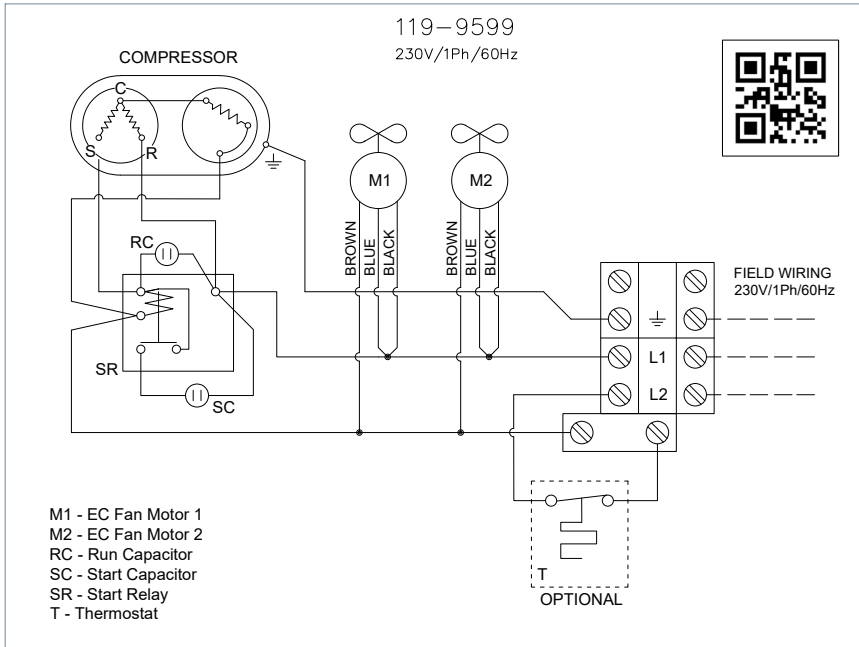 119-9599
230V/1Ph/60Hz
COMPRESSOR
C
S
R
M1
M2
BROWN
BLUE
BLACK
BROWN
BLUE
BLACK
RC
FIELD WIRING
230V/1Ph/60Hz
L1
SR
L2
SC
M1 - EC Fan Motor 1
M2 - EC Fan Motor 2
RC - Run Capacitor
SC - Start Capacitor
SR - Start Relay
T - Thermostat
T
OPTIONAL